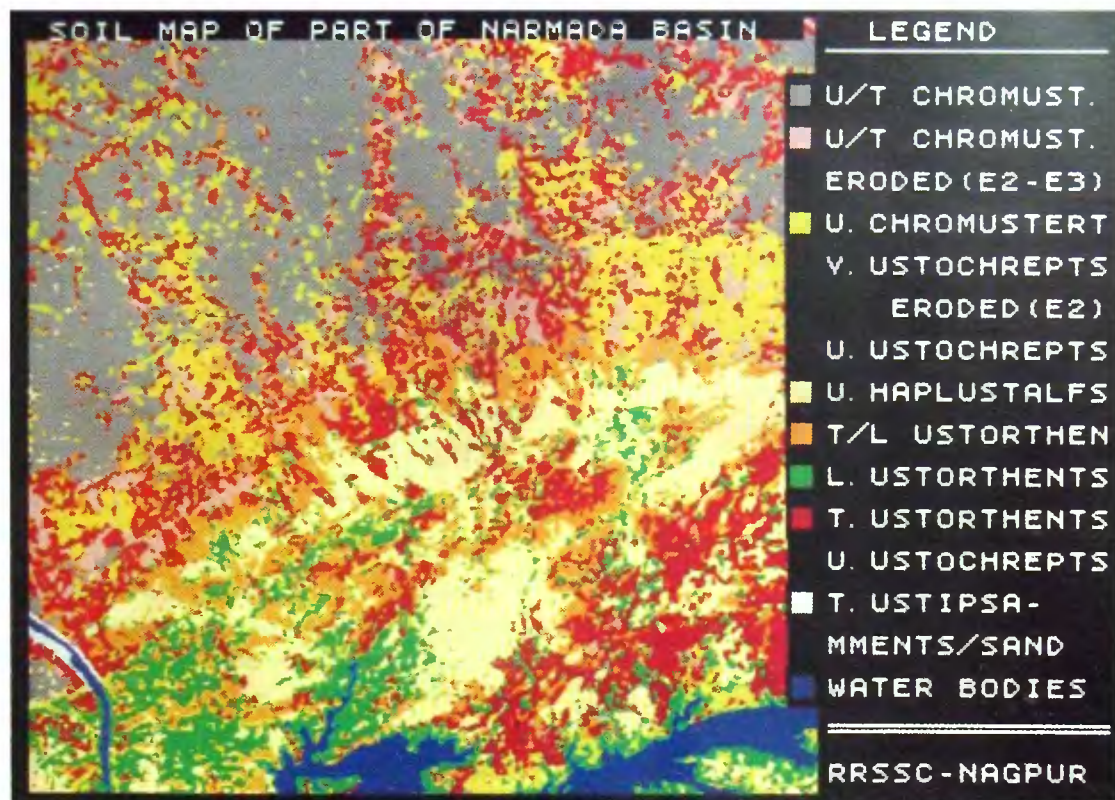 SOIL MAP OF PART OF NARMADA BASIN
LEGEND
U/T CHROMUST.
U/T CHROMUST.
ERODED(E2-E3)
U. CHROMUSTERT
V. USTOCHREPTS
ERODED(E2)
U. USTOCHREPTS
U. HAPLUSTALFS
T/L USTORTHEN
L. USTORTHENTS
T. USTORTHENTS
U. USTOCHREPTS
T. USTIPSA-
MMENTS/SAND
WATER BODIES
RRSSC-NAGPUR